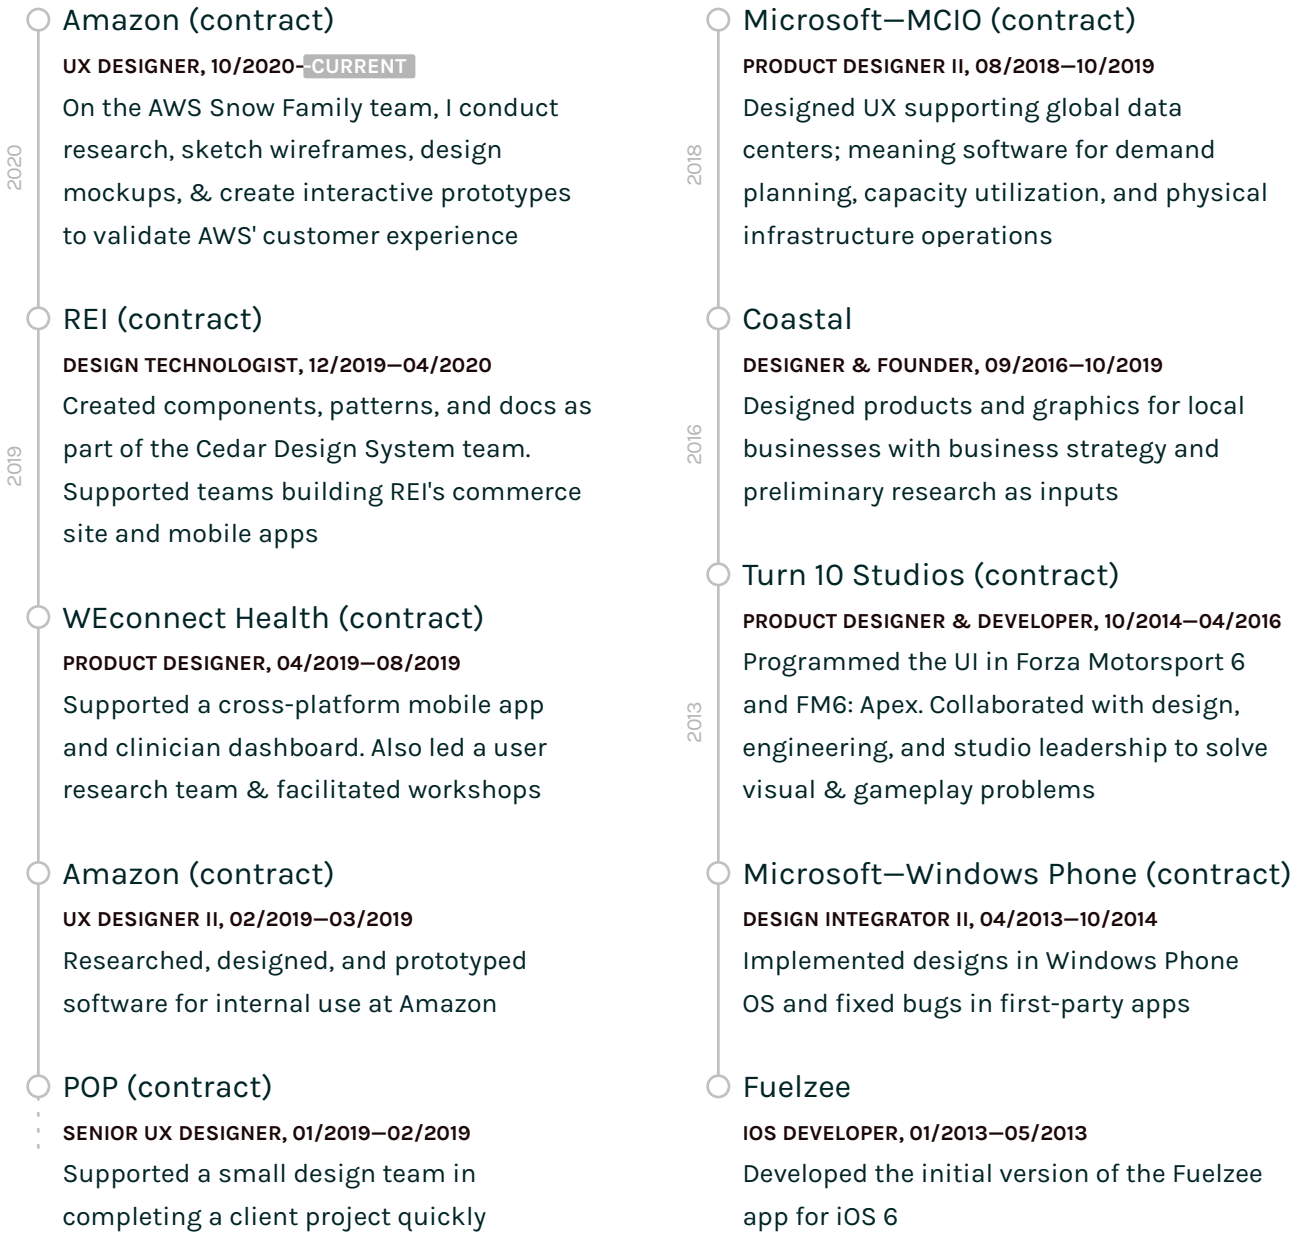 Amazon (contract)
UX DESIGNER, 10/2020–CURRENT
On the AWS Snow Family team, I conduct
research, sketch wireframes, design
mockups, & create interactive prototypes
to validate AWS' customer experience
2020
REI (contract)
DESIGN TECHNOLOGIST, 12/2019—04/2020
Created components, patterns, and docs as
part of the Cedar Design System team.
Supported teams building REI's commerce
site and mobile apps
2019
WEconnect Health (contract)
PRODUCT DESIGNER, 04/2019—08/2019
Supported a cross-platform mobile app
and clinician dashboard. Also led a user
research team & facilitated workshops
Amazon (contract)
UX DESIGNER II, 02/2019—03/2019
Researched, designed, and prototyped
software for internal use at Amazon
POP (contract)
SENIOR UX DESIGNER, 01/2019—02/2019
Supported a small design team in
completing a client project quickly
Microsoft—MCIO (contract)
PRODUCT DESIGNER II, 08/2018—10/2019
Designed UX supporting global data
centers; meaning software for demand
planning, capacity utilization, and physical
infrastructure operations
2018
Coastal
DESIGNER & FOUNDER, 09/2016—10/2019
Designed products and graphics for local
businesses with business strategy and
preliminary research as inputs
2016
Turn 10 Studios (contract)
PRODUCT DESIGNER & DEVELOPER, 10/2014—04/2016
Programmed the UI in Forza Motorsport 6
and FM6: Apex. Collaborated with design,
engineering, and studio leadership to solve
visual & gameplay problems
2013
Microsoft—Windows Phone (contract)
DESIGN INTEGRATOR II, 04/2013—10/2014
Implemented designs in Windows Phone
OS and fixed bugs in first-party apps
Fuelzee
IOS DEVELOPER, 01/2013—05/2013
Developed the initial version of the Fuelzee
app for iOS 6